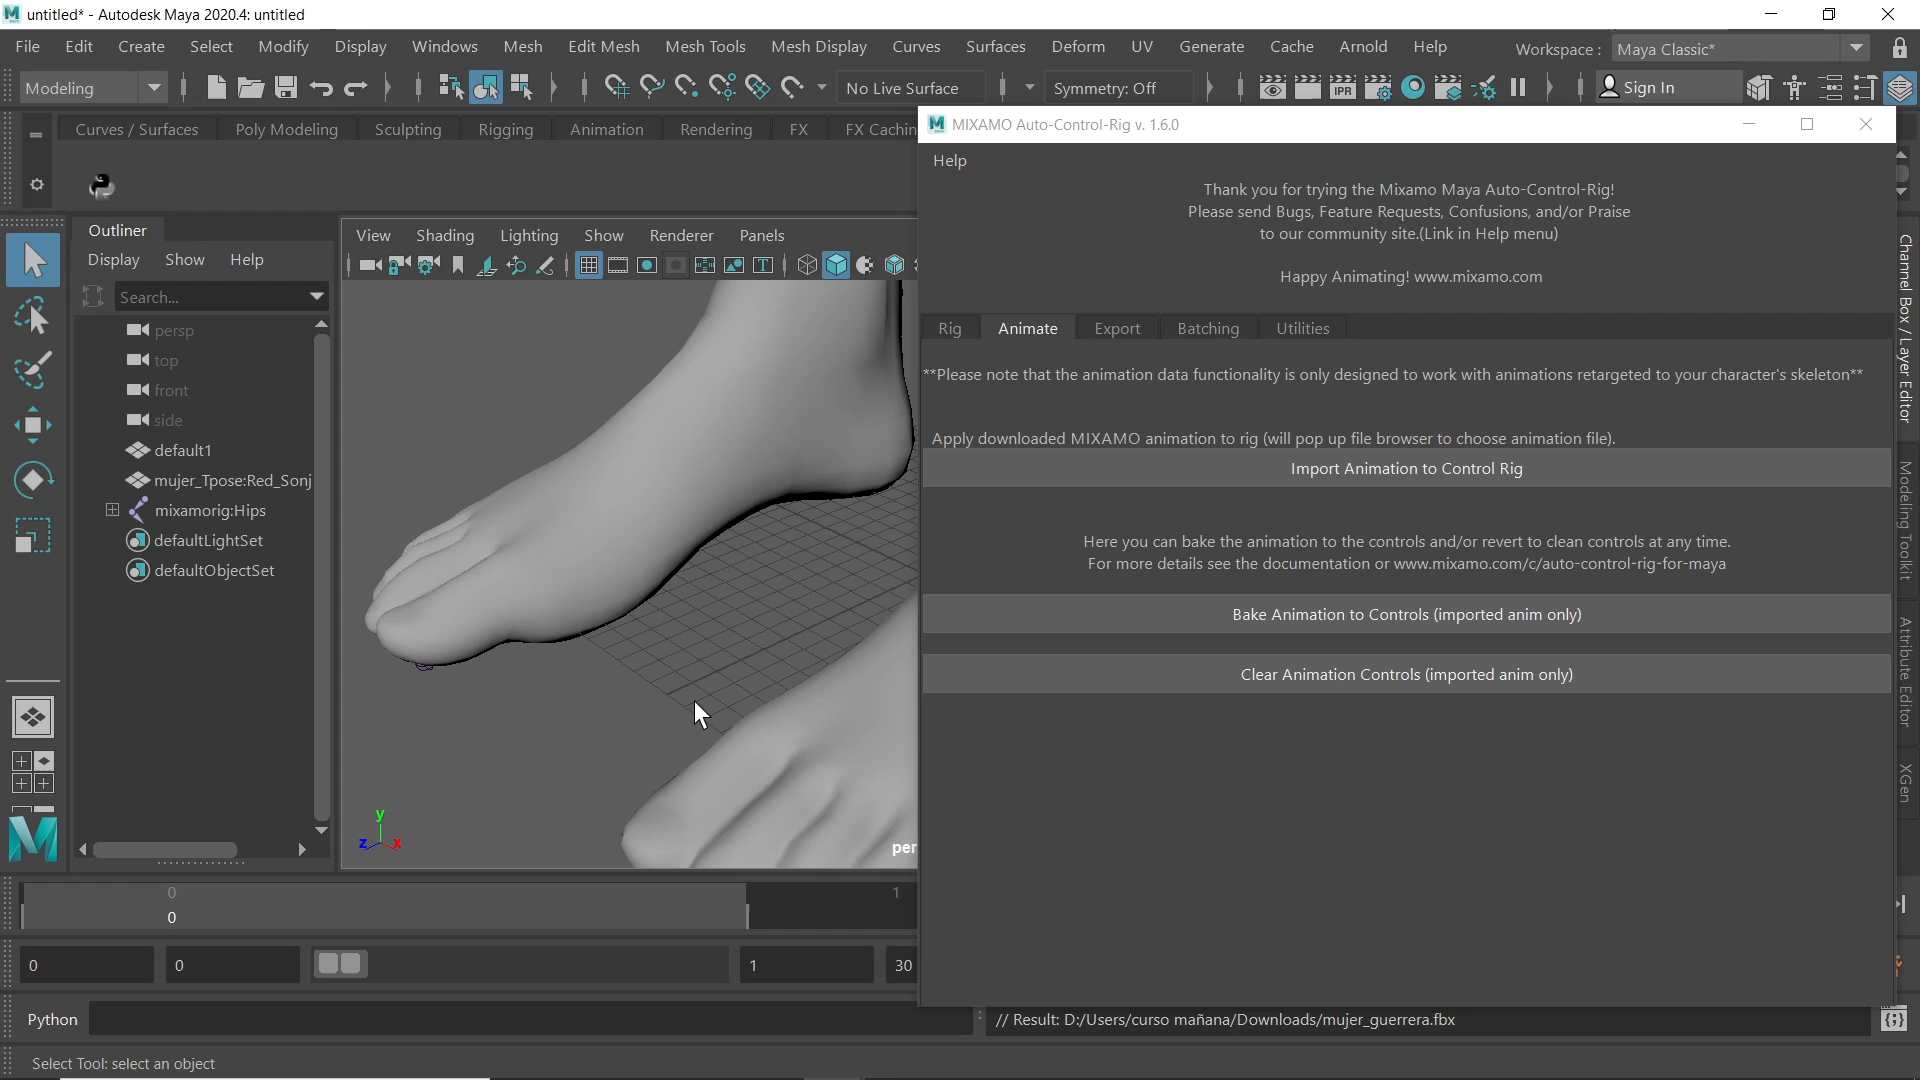 untitled* - Autodesk Maya 2020.4: untitled
File Edit Create Select Modify Display Windows Mesh Edit Mesh Mesh Tools Mesh Display Curves Surfaces Deform UV Generate Cache Arnold Help Workspace : Maya Classic*
Modeling No Live Surface Symmetry: Off IPR Sign In
Curves / Surfaces Poly Modeling Sculpting Rigging Animation Rendering FX FX Cachin
MIXAMO Auto-Control-Rig v. 1.6.0
Help
Thank you for trying the Mixamo Maya Auto-Control-Rig!
Please send Bugs, Feature Requests, Confusions, and/or Praise
to our community site.(Link in Help menu)
Happy Animating! www.mixamo.com
Rig Animate Export Batching Utilities
**Please note that the animation data functionality is only designed to work with animations retargeted to your character's skeleton**
Apply downloaded MIXAMO animation to rig (will pop up file browser to choose animation file).
Import Animation to Control Rig
Here you can bake the animation to the controls and/or revert to clean controls at any time.
For more details see the documentation or www.mixamo.com/c/auto-control-rig-for-maya
Bake Animation to Controls (imported anim only)
Clear Animation Controls (imported anim only)
Outliner
Display Show Help
Search...
persp
top
front
side
default1
mujer_Tpose:Red_Sonj
mixamorig:Hips
defaultLightSet
defaultObjectSet
View Shading Lighting Show Renderer Panels
y
z x
per
Channel Box / Layer Editor
Modeling Toolkit
Attribute Editor
XGen
0 1
0
0 0 1 30
Python // Result: D:/Users/curso mañana/Downloads/mujer_guerrera.fbx
Select Tool: select an object